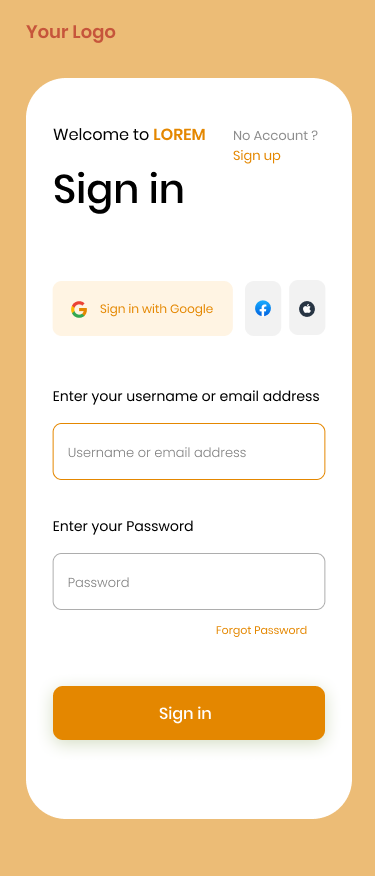 Your Logo
Welcome to LOREM
No Account ?
Sign up
Sign in
Sign in with Google
Enter your username or email address
Username or email address
Enter your Password
Password
Forgot Password
Sign in